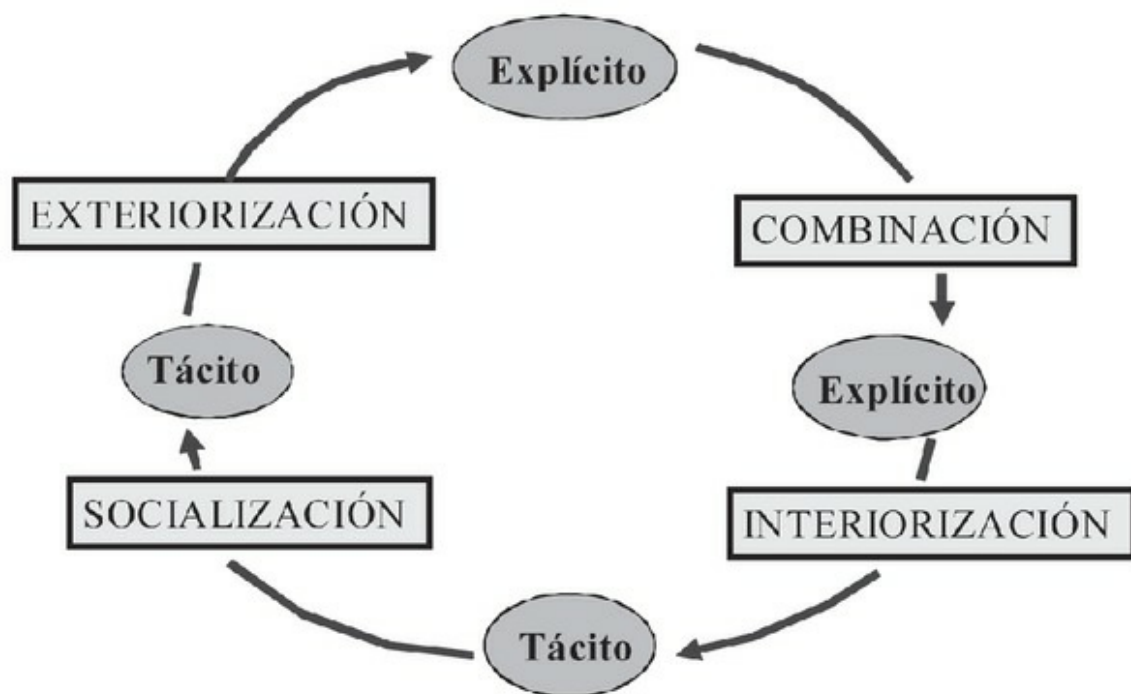 Explícito
EXTERIORIZACIÓN
COMBINACIÓN
Tácito
Explícito
SOCIALIZACIÓN
INTERIORIZACIÓN
Tácito